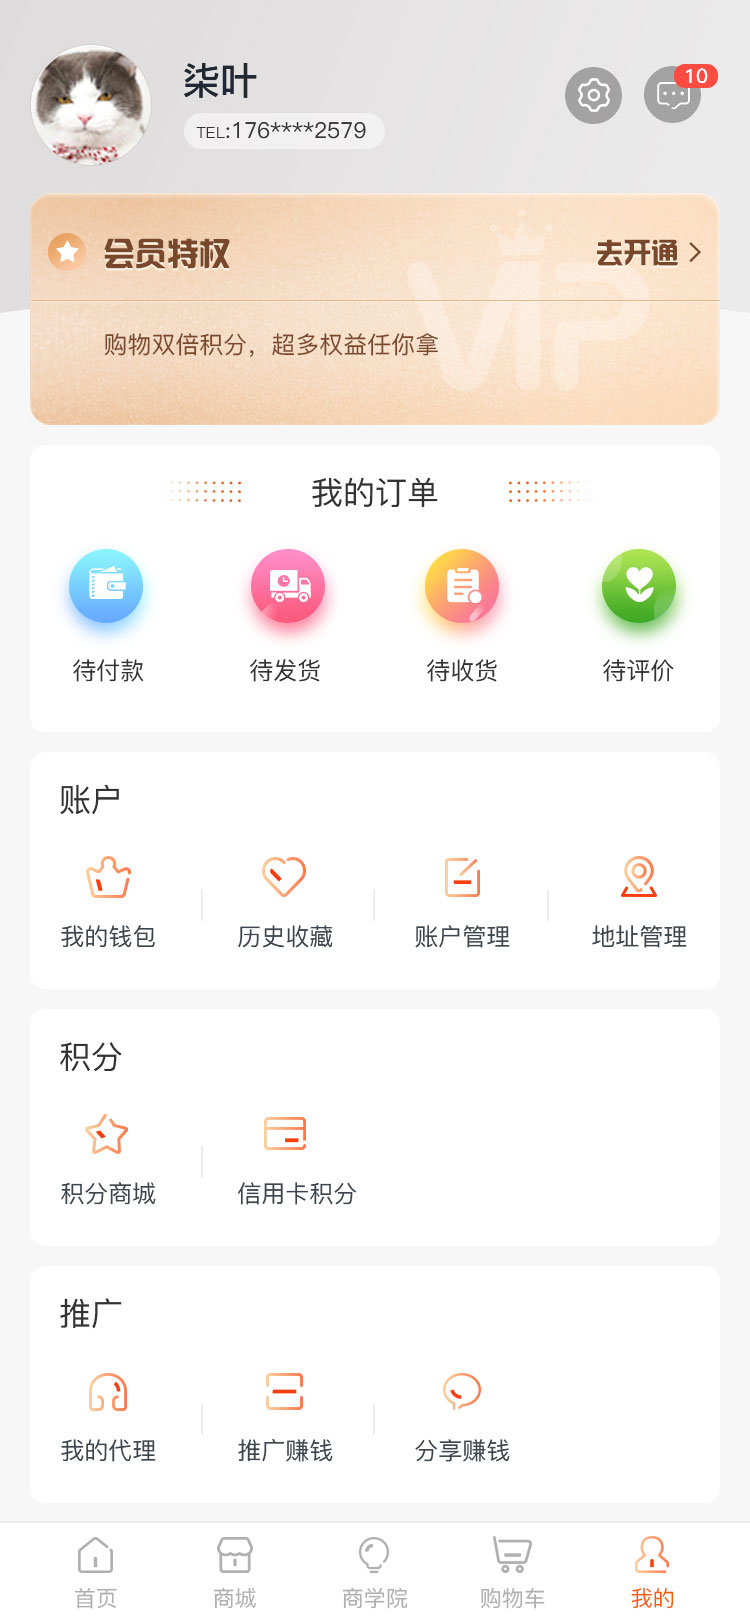 柒叶
10
TEL:176****2579
会员特权
去开通
VIP
购物双倍积分，超多权益任你拿
我的订单
待付款 待发货 待收货 待评价
账户
我的钱包 历史收藏 账户管理 地址管理
积分
积分商城 信用卡积分
推广
我的代理 推广赚钱 分享赚钱
首页 商城 商学院 购物车 我的